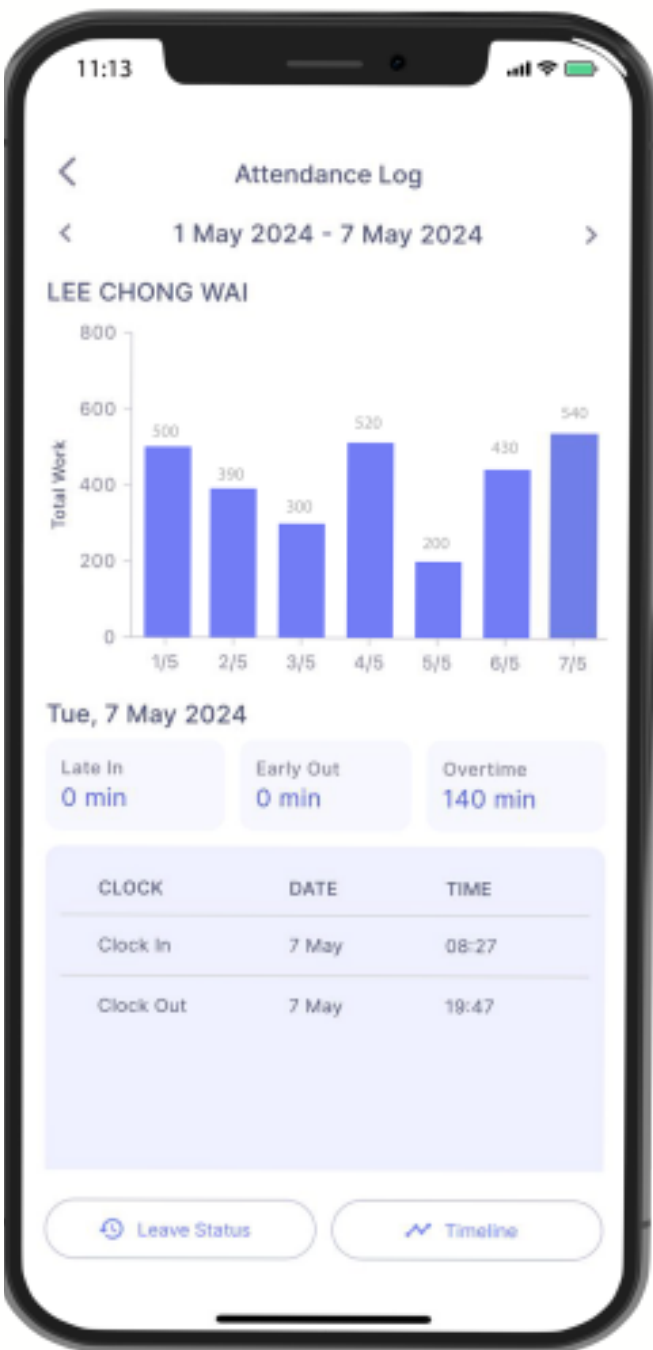 11:13
Attendance Log
1 May 2024 - 7 May 2024
LEE CHONG WAI
800
600
400
200
0
Total Work
500
390
300
520
200
430
540
1/5 2/5 3/5 4/5 5/5 6/5 7/5
Tue, 7 May 2024
Late In Early Out Overtime
0 min 0 min 140 min
CLOCK DATE TIME
Clock In 7 May 08:27
Clock Out 7 May 19:47
Leave Status Timeline